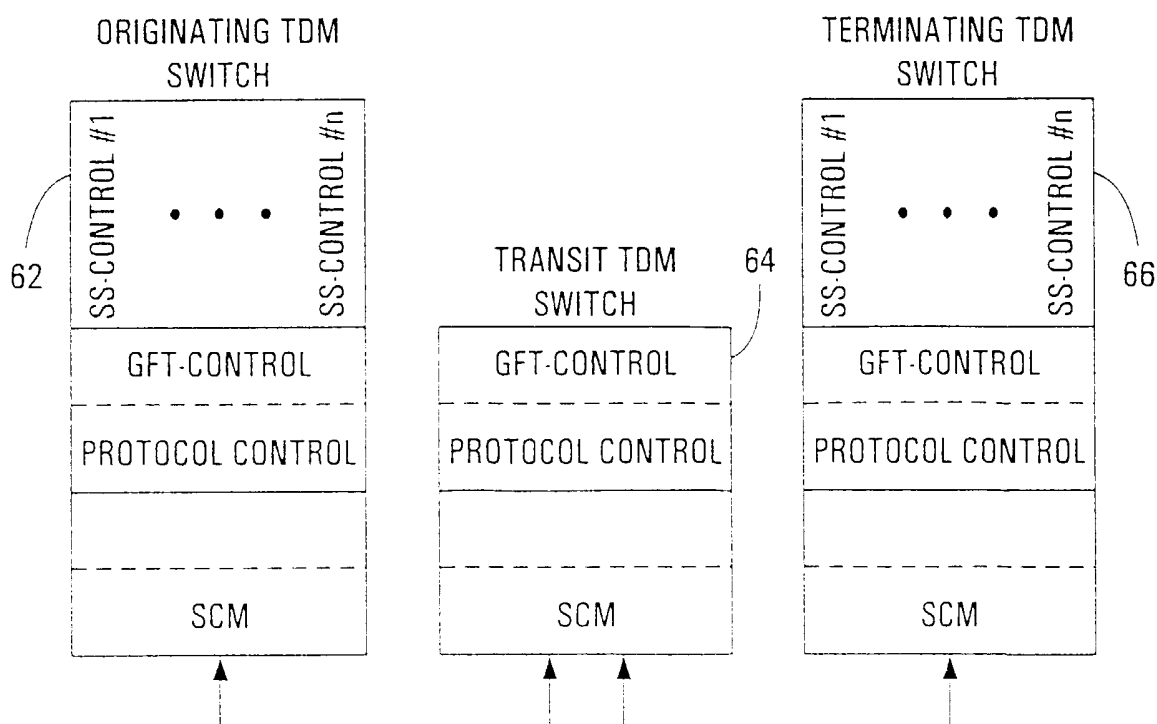 ORIGINATING TDM
SWITCH
SS-CONTROL #1
SS-CONTROL #n
62
GFT-CONTROL
PROTOCOL CONTROL
SCM
TRANSIT TDM
SWITCH
64
GFT-CONTROL
PROTOCOL CONTROL
SCM
TERMINATING TDM
SWITCH
SS-CONTROL #1
SS-CONTROL #n
66
GFT-CONTROL
PROTOCOL CONTROL
SCM